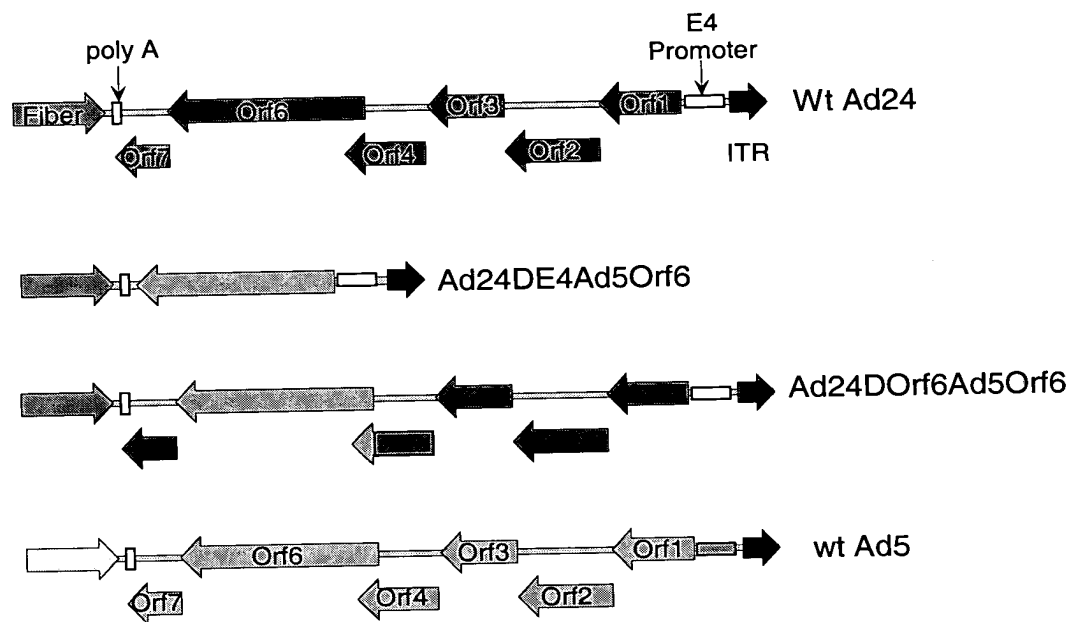 E4
Promoter
poly A
Fiber
Orf6
Orf3
Orf1
Wt Ad24
Orf7
Orf4
Orf2
ITR
Ad24DE4Ad5Orf6
Ad24DOrf6Ad5Orf6
Orf6
Orf3
Orf1
wt Ad5
Orf7
Orf4
Orf2